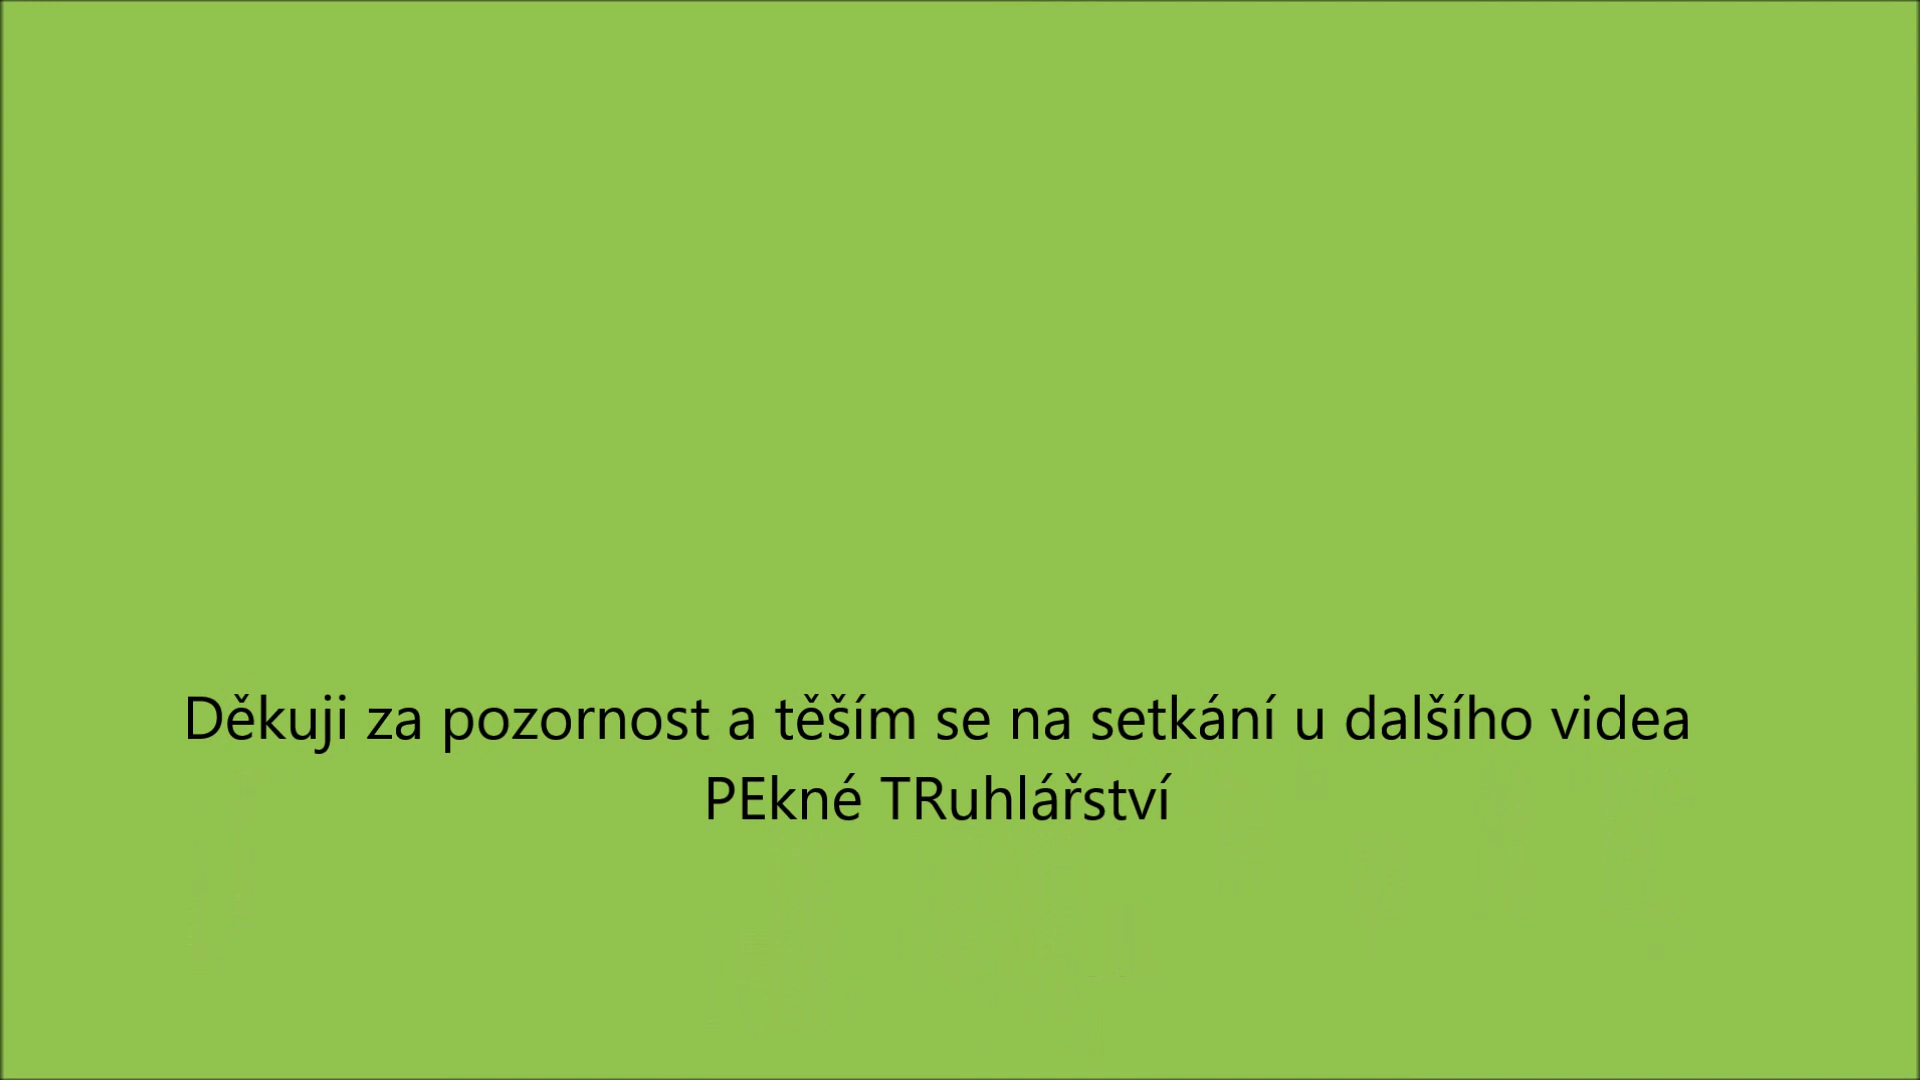 Děkuji za pozornost a těším se na setkání u dalšího videa
PEkné TRuhlářství